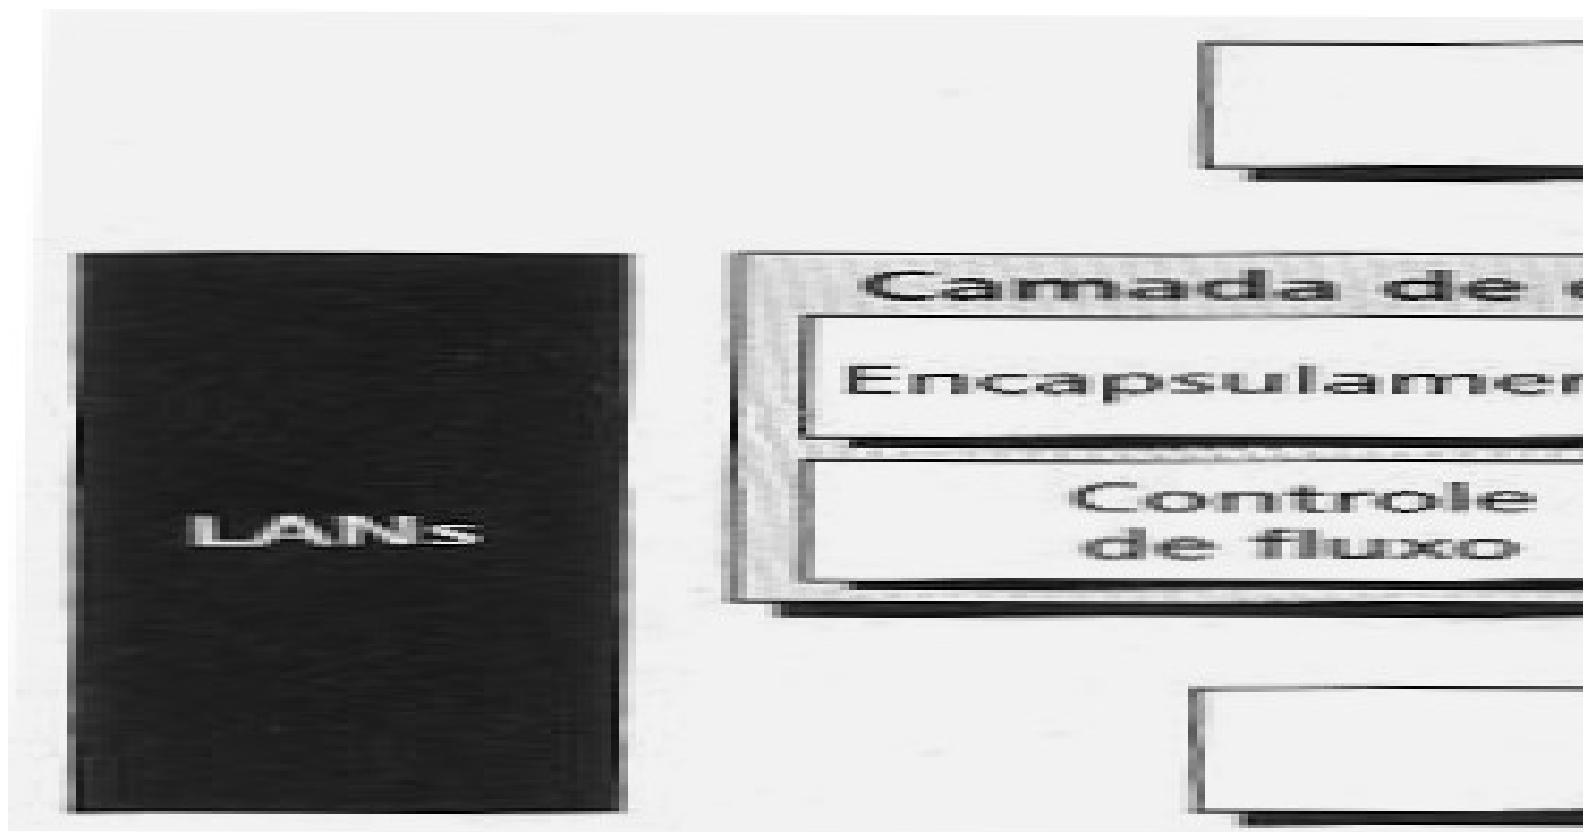 Camada de
Encapsulamen
LANs
Controle
de fluxo